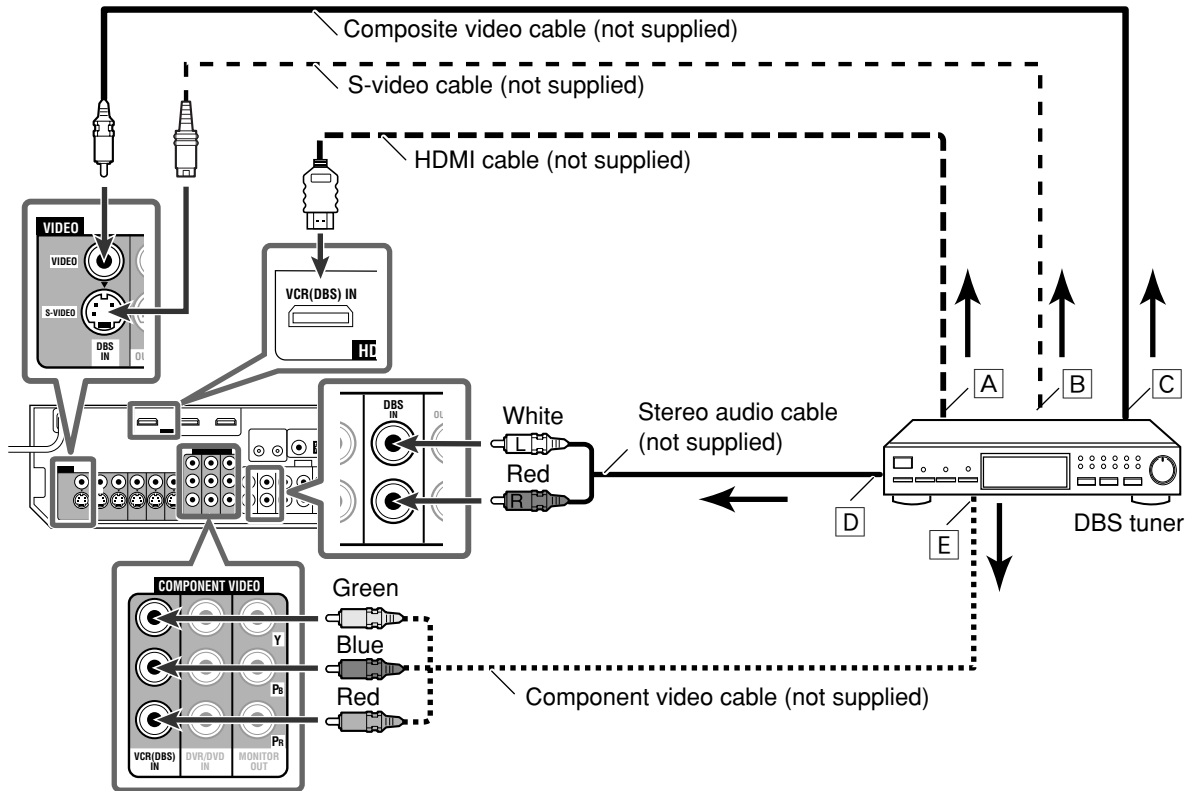 Composite video cable (not supplied)
S-video cable (not supplied)
HDMI cable (not supplied)
VIDEO
VIDEO
S-VIDEO
DBS
IN
OU
VCR(DBS) IN
HD
A
B
C
DBS
IN
OU
White
L
Red
R
Stereo audio cable
(not supplied)
D
E
DBS tuner
COMPONENT VIDEO
Green
Y
Blue
PB
Red
PR
VCR(DBS)
IN
DVR/DVD
IN
MONITOR
OUT
Component video cable (not supplied)